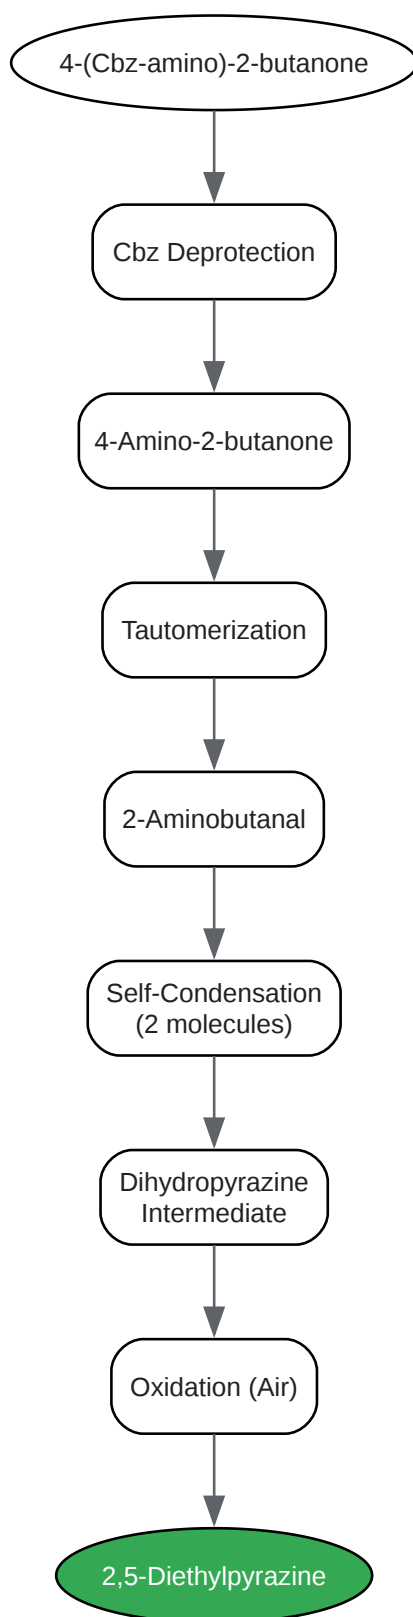 4-(Cbz-amino)-2-butanone
Cbz Deprotection
4-Amino-2-butanone
Tautomerization
2-Aminobutanal
Self-Condensation
(2 molecules)
Dihydropyrazine
Intermediate
Oxidation (Air)
2,5-Diethylpyrazine